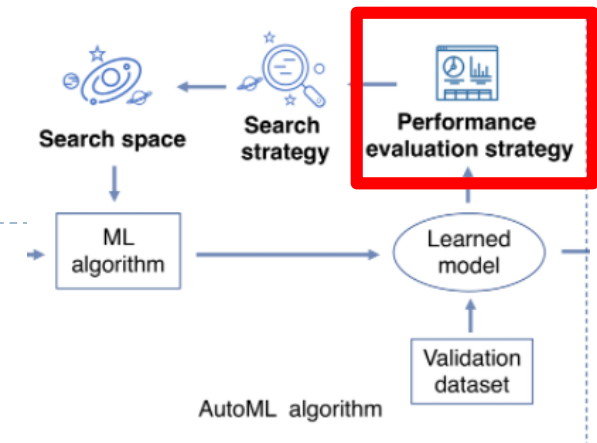 Search space
Search
strategy
Performance
evaluation strategy
ML
algorithm
Learned
model
Validation
dataset
AutoML algorithm